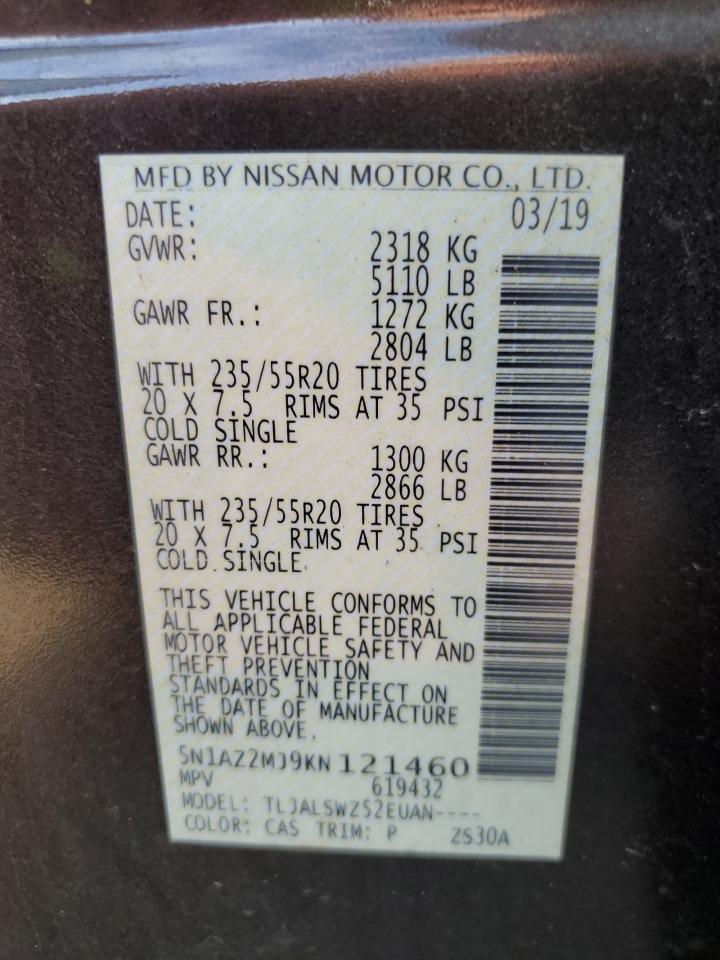 MFD BY NISSAN MOTOR CO., LTD.
DATE: 03/19
GVWR: 2318 KG
5110 LB
GAWR FR.: 1272 KG
2804 LB
WITH 235/55R20 TIRES
20 X 7.5 RIMS AT 35 PSI
COLD SINGLE
GAWR RR.: 1300 KG
2866 LB
WITH 235/55R20 TIRES
20 X 7.5 RIMS AT 35 PSI
COLD SINGLE
THIS VEHICLE CONFORMS TO
ALL APPLICABLE FEDERAL
MOTOR VEHICLE SAFETY AND
THEFT PREVENTION
STANDARDS IN EFFECT ON
THE DATE OF MANUFACTURE
SHOWN ABOVE.
5N1AZ2MJ9KN 121460
MPV 619432
MODEL: TLJALSWZ52EUAN----
COLOR: CAS TRIM: P ZS30A